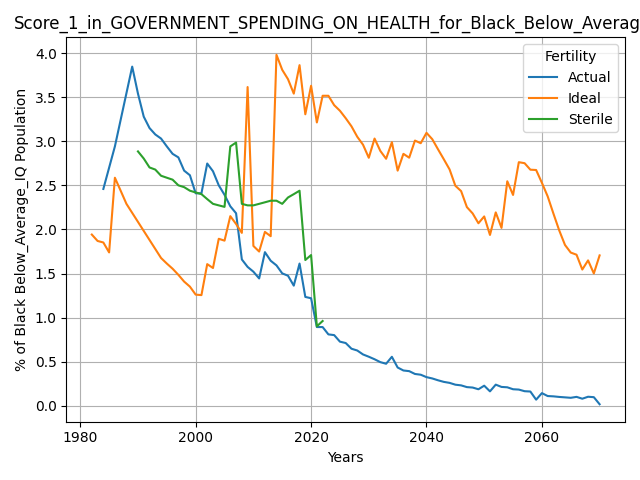 Score_1_in_GOVERNMENT_SPENDING_ON_HEALTH_for_Black_Below_Averag
Fertility
Actual
Ideal
Sterile
% of Black Below_Average_IQ Population
4.0
3.5
3.0
2.5
2.0
1.5
1.0
0.5
0.0
1980 2000 2020 2040 2060
Years